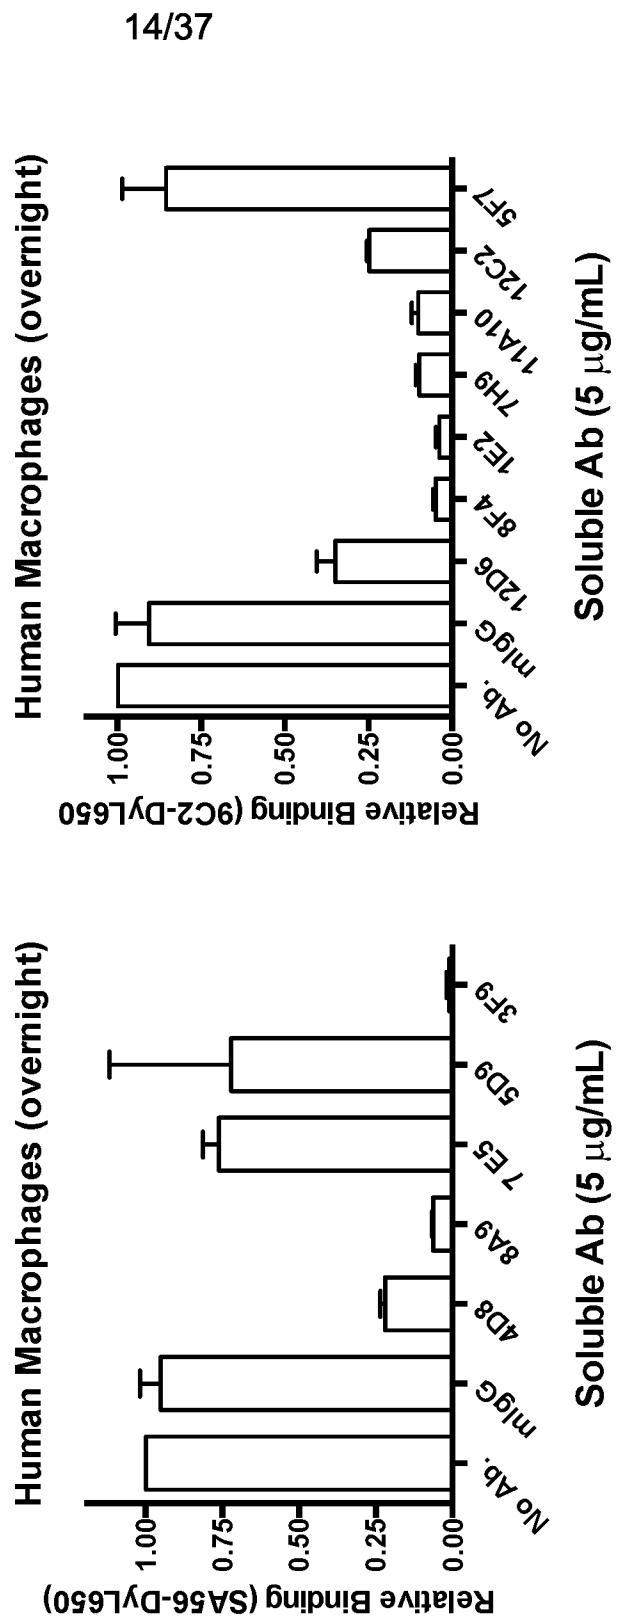 14/37
Human Macrophages (overnight)
Relative Binding (SA56-DyL650)
1.00
0.75
0.50
0.25
0.00
No Ab.
mIgG
4D8
8A9
7 E5
5D9
3F9
Soluble Ab (5 μg/mL)
Human Macrophages (overnight)
Relative Binding (9C2-DyL650
1.00
0.75
0.50
0.25
0.00
No Ab.
mIgG
12D6
8F4
1E2
7H9
11A10
12C2
5F7
Soluble Ab (5 μg/mL)